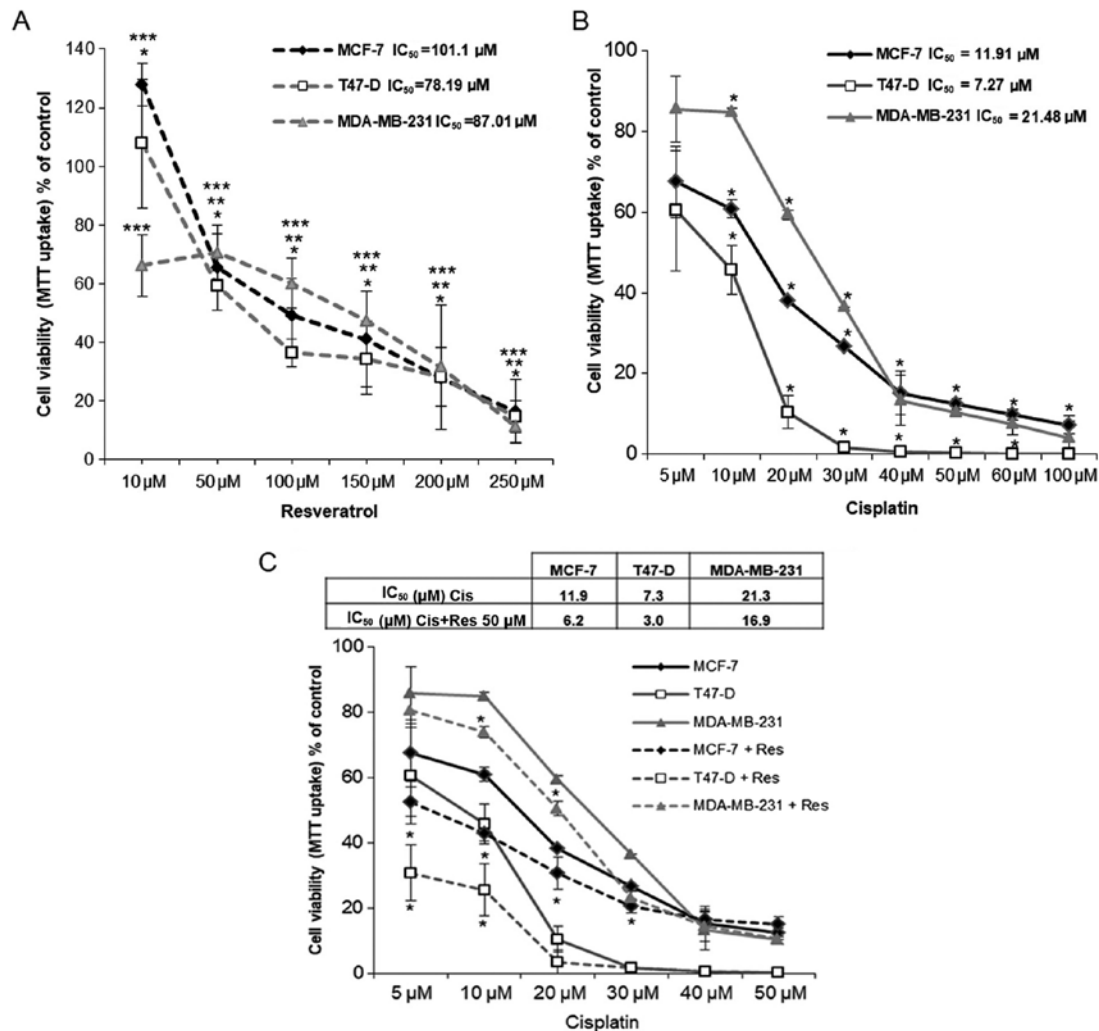 A
140
120
100
80
60
40
20
0
Cell viability (MTT uptake) % of control
MCF-7 IC50 =101.1 µM
T47-D IC50 =78.19 µM
MDA-MB-231 IC50 =87.01 µM
***
*
***
***
**
*
***
**
*
***
**
*
***
**
*
***
**
*
10 µM 50 µM 100 µM 150 µM 200 µM 250 µM
Resveratrol
B
100
80
60
40
20
0
Cell viability (MTT uptake) % of control
MCF-7 IC50 = 11.91 µM
T47-D IC50 = 7.27 µM
MDA-MB-231 IC50 = 21.48 µM
* * * * * * *
* * * * * * *
* * * *
5 µM 10 µM 20 µM 30 µM 40 µM 50 µM 60 µM 100 µM
Cisplatin
C
MCF-7 T47-D MDA-MB-231
IC50 (µM) Cis 11.9 7.3 21.3
IC50 (µM) Cis+Res 50 µM 6.2 3.0 16.9
100
80
60
40
20
0
Cell viability (MTT uptake) % of control
MCF-7
T47-D
MDA-MB-231
MCF-7 + Res
T47-D + Res
MDA-MB-231 + Res
* *
* * * *
* *
5 µM 10 µM 20 µM 30 µM 40 µM 50 µM
Cisplatin